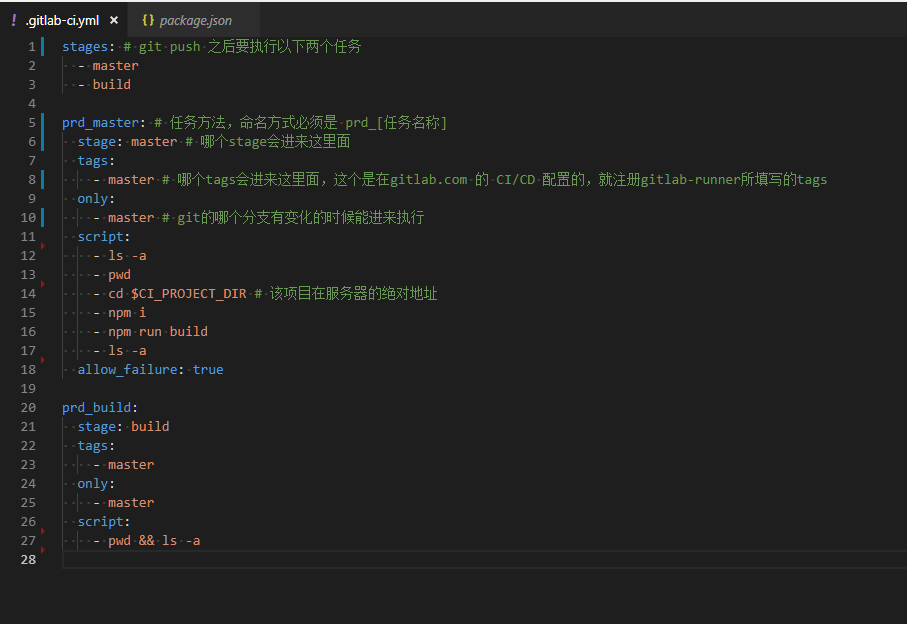 ! .gitlab-ci.yml × {} package.json
1 stages: # git push 之后要执行以下两个任务
2 - master
3 - build
4
5 prd_master: # 任务方法，命名方式必须是 prd_[任务名称]
6 stage: master # 哪个stage会进来这里面
7 tags:
8 - master # 哪个tags会进来这里面，这个是在gitlab.com 的 CI/CD 配置的，就注册gitlab-runner所填写的tags
9 only:
10 - master # git的哪个分支有变化的时候能进来执行
11 script:
12 - ls -a
13 - pwd
14 - cd $CI_PROJECT_DIR # 该项目在服务器的绝对地址
15 - npm i
16 - npm run build
17 - ls -a
18 allow_failure: true
19
20 prd_build:
21 stage: build
22 tags:
23 - master
24 only:
25 - master
26 script:
27 - pwd && ls -a
28